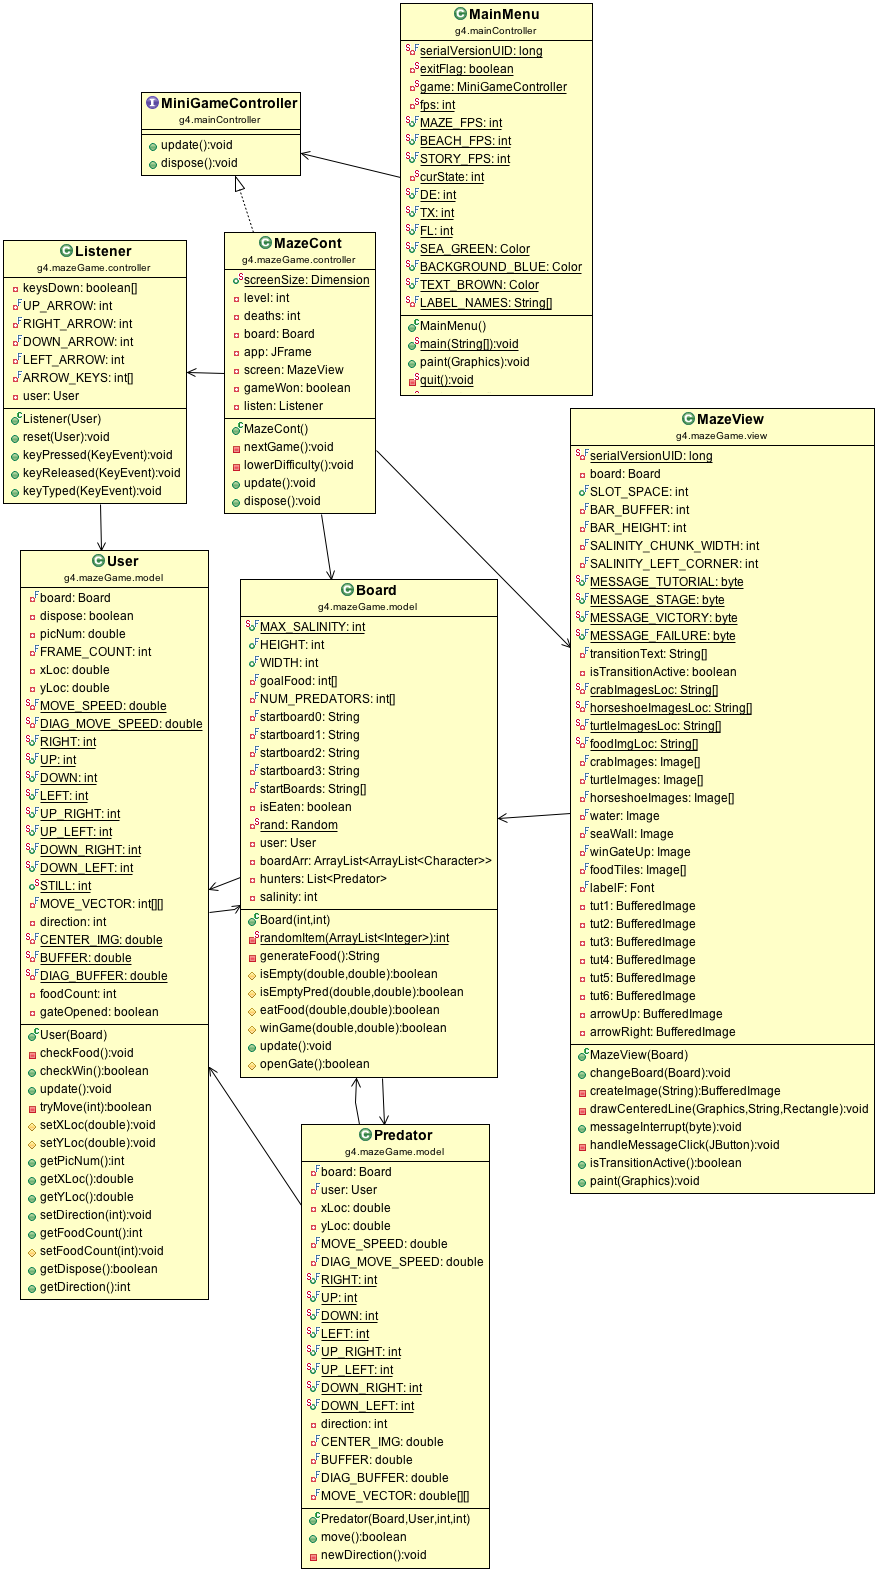 MainMenu
g4.mainController
serialVersionUID: long
exitFlag: boolean
game: MiniGameController
fps: int
MAZE_FPS: int
BEACH_FPS: int
STORY_FPS: int
curState: int
DE: int
TX: int
FL: int
SEA_GREEN: Color
BACKGROUND_BLUE: Color
TEXT_BROWN: Color
LABEL_NAMES: String[]
MainMenu()
main(String[]):void
paint(Graphics):void
quit():void
MiniGameController
g4.mainController
update():void
dispose():void
Listener
g4.mazeGame.controller
keysDown: boolean[]
UP_ARROW: int
RIGHT_ARROW: int
DOWN_ARROW: int
LEFT_ARROW: int
ARROW_KEYS: int[]
user: User
Listener(User)
reset(User):void
keyPressed(KeyEvent):void
keyReleased(KeyEvent):void
keyTyped(KeyEvent):void
MazeCont
g4.mazeGame.controller
screenSize: Dimension
level: int
deaths: int
board: Board
app: JFrame
screen: MazeView
gameWon: boolean
listen: Listener
MazeCont()
nextGame():void
lowerDifficulty():void
update():void
dispose():void
MazeView
g4.mazeGame.view
serialVersionUID: long
board: Board
SLOT_SPACE: int
BAR_BUFFER: int
BAR_HEIGHT: int
SALINITY_CHUNK_WIDTH: int
SALINITY_LEFT_CORNER: int
MESSAGE_TUTORIAL: byte
MESSAGE_STAGE: byte
MESSAGE_VICTORY: byte
MESSAGE_FAILURE: byte
transitionText: String[]
isTransitionActive: boolean
crabImagesLoc: String[]
horseshoeImagesLoc: String[]
turtleImagesLoc: String[]
foodImgLoc: String[]
crabImages: Image[]
turtleImages: Image[]
horseshoeImages: Image[]
water: Image
seaWall: Image
winGateUp: Image
foodTiles: Image[]
labelF: Font
tut1: BufferedImage
tut2: BufferedImage
tut3: BufferedImage
tut4: BufferedImage
tut5: BufferedImage
tut6: BufferedImage
arrowUp: BufferedImage
arrowRight: BufferedImage
MazeView(Board)
changeBoard(Board):void
createImage(String):BufferedImage
drawCenteredLine(Graphics,String,Rectangle):void
messageInterrupt(byte):void
handleMessageClick(JButton):void
isTransitionActive():boolean
paint(Graphics):void
User
g4.mazeGame.model
board: Board
dispose: boolean
picNum: double
FRAME_COUNT: int
xLoc: double
yLoc: double
MOVE_SPEED: double
DIAG_MOVE_SPEED: double
RIGHT: int
UP: int
DOWN: int
LEFT: int
UP_RIGHT: int
UP_LEFT: int
DOWN_RIGHT: int
DOWN_LEFT: int
STILL: int
MOVE_VECTOR: int[][]
direction: int
CENTER_IMG: double
BUFFER: double
DIAG_BUFFER: double
foodCount: int
gateOpened: boolean
User(Board)
checkFood():void
checkWin():boolean
update():void
tryMove(int):boolean
setXLoc(double):void
setYLoc(double):void
getPicNum():int
getXLoc():double
getYLoc():double
setDirection(int):void
getFoodCount():int
setFoodCount(int):void
getDispose():boolean
getDirection():int
Board
g4.mazeGame.model
MAX_SALINITY: int
HEIGHT: int
WIDTH: int
goalFood: int[]
NUM_PREDATORS: int[]
startboard0: String
startboard1: String
startboard2: String
startboard3: String
startBoards: String[]
isEaten: boolean
rand: Random
user: User
boardArr: ArrayList<ArrayList<Character>>
hunters: List<Predator>
salinity: int
Board(int,int)
randomItem(ArrayList<Integer>):int
generateFood():String
isEmpty(double,double):boolean
isEmptyPred(double,double):boolean
eatFood(double,double):boolean
winGame(double,double):boolean
update():void
openGate():boolean
Predator
g4.mazeGame.model
board: Board
user: User
xLoc: double
yLoc: double
MOVE_SPEED: double
DIAG_MOVE_SPEED: double
RIGHT: int
UP: int
DOWN: int
LEFT: int
UP_RIGHT: int
UP_LEFT: int
DOWN_RIGHT: int
DOWN_LEFT: int
direction: int
CENTER_IMG: double
BUFFER: double
DIAG_BUFFER: double
MOVE_VECTOR: double[][]
Predator(Board,User,int,int)
move():boolean
newDirection():void